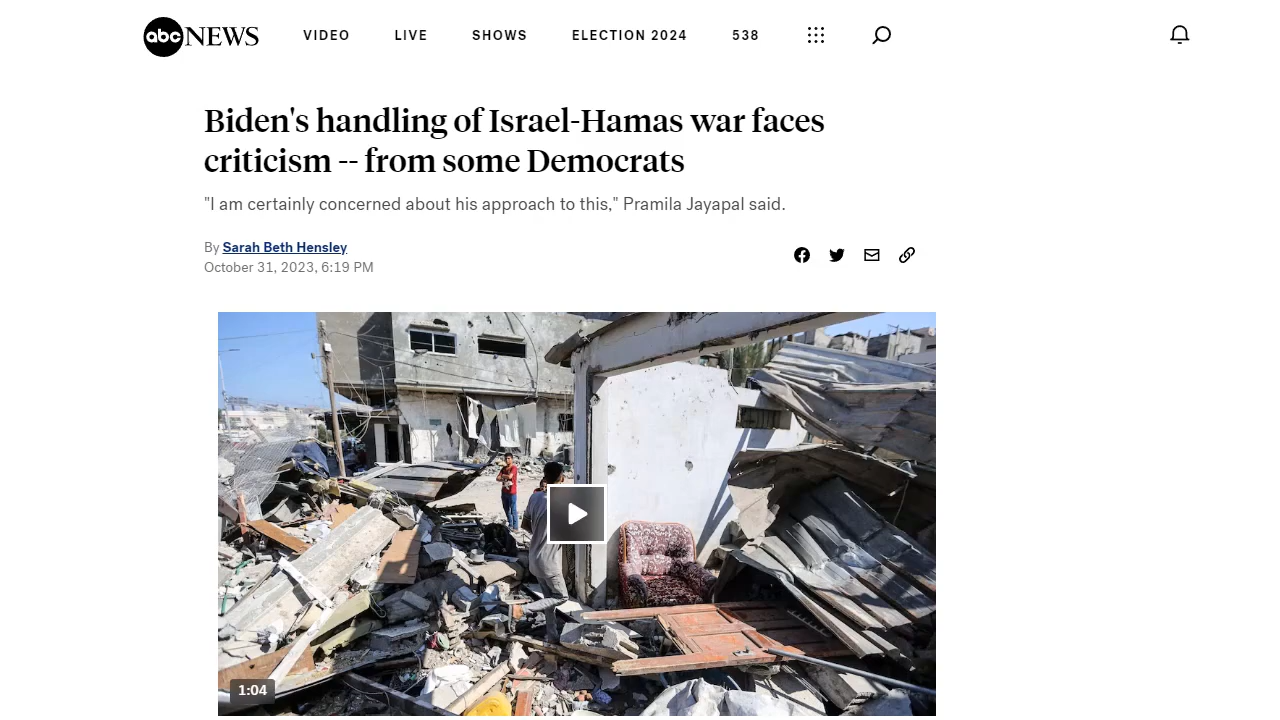 abc NEWS VIDEO LIVE SHOWS ELECTION 2024 538
Biden's handling of Israel-Hamas war faces
criticism -- from some Democrats
"I am certainly concerned about his approach to this," Pramila Jayapal said.
By Sarah Beth Hensley
October 31, 2023, 6:19 PM
1:04